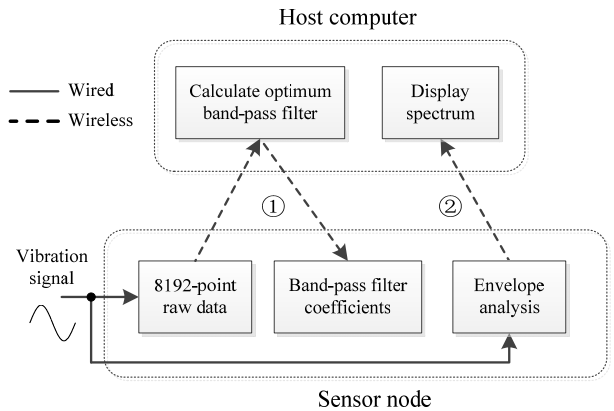 Host computer
Wired
Wireless
Calculate optimum
band-pass filter
Display
spectrum
①
②
Vibration
signal
8192-point
raw data
Band-pass filter
coefficients
Envelope
analysis
Sensor node